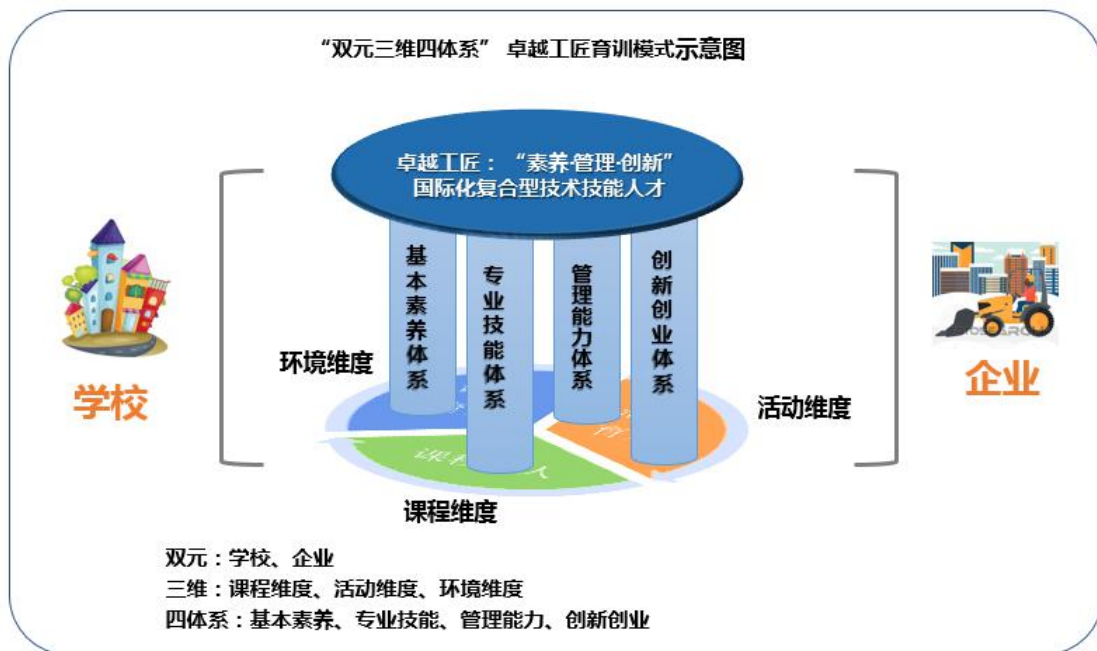 “双元三维四体系” 卓越工匠育训模式示意图
卓越工匠：“素养·管理·创新”
国际化复合型技术技能人才
基本素养体系
专业技能体系
管理能力体系
创新创业体系
环境维度
学校
企业
活动维度
课程维度
双元：学校、企业
三维：课程维度、活动维度、环境维度
四体系：基本素养、专业技能、管理能力、创新创业